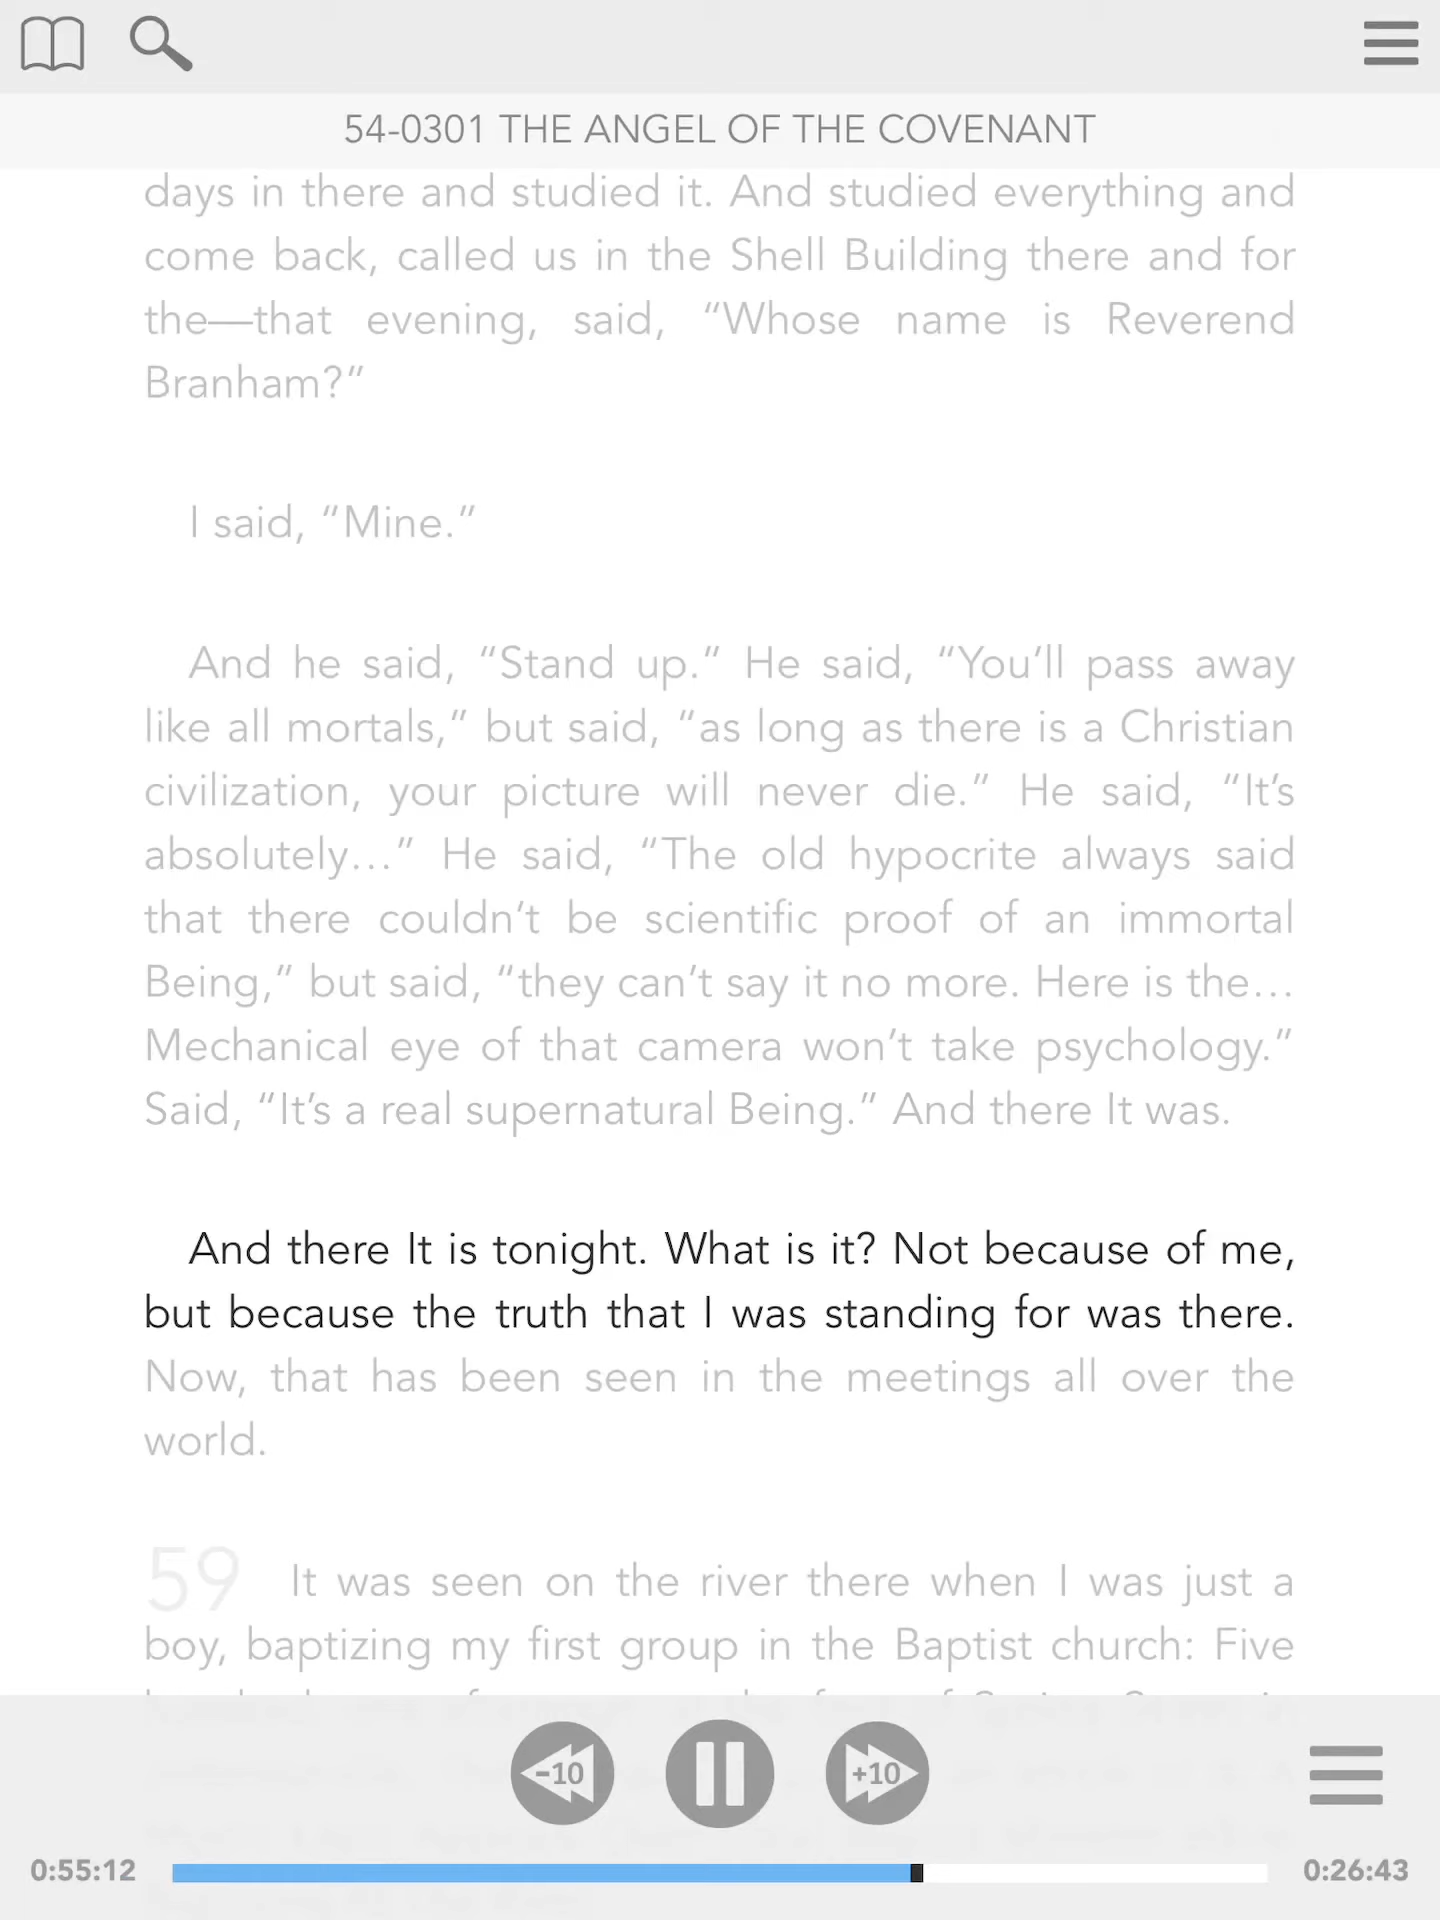 54-0301 THE ANGEL OF THE COVENANT
days in there and studied it. And studied everything and
come back, called us in the Shell Building there and for
the—that evening, said, “Whose name is Reverend
Branham?”
I said, “Mine.”
And he said, “Stand up.” He said, “You’ll pass away
like all mortals,” but said, “as long as there is a Christian
civilization, your picture will never die.” He said, “It’s
absolutely…” He said, “The old hypocrite always said
that there couldn’t be scientific proof of an immortal
Being,” but said, “they can’t say it no more. Here is the…
Mechanical eye of that camera won’t take psychology.”
Said, “It’s a real supernatural Being.” And there It was.
And there It is tonight. What is it? Not because of me,
but because the truth that I was standing for was there.
Now, that has been seen in the meetings all over the
world.
59 It was seen on the river there when I was just a
boy, baptizing my first group in the Baptist church: Five
-10 +10
0:55:12 0:26:43